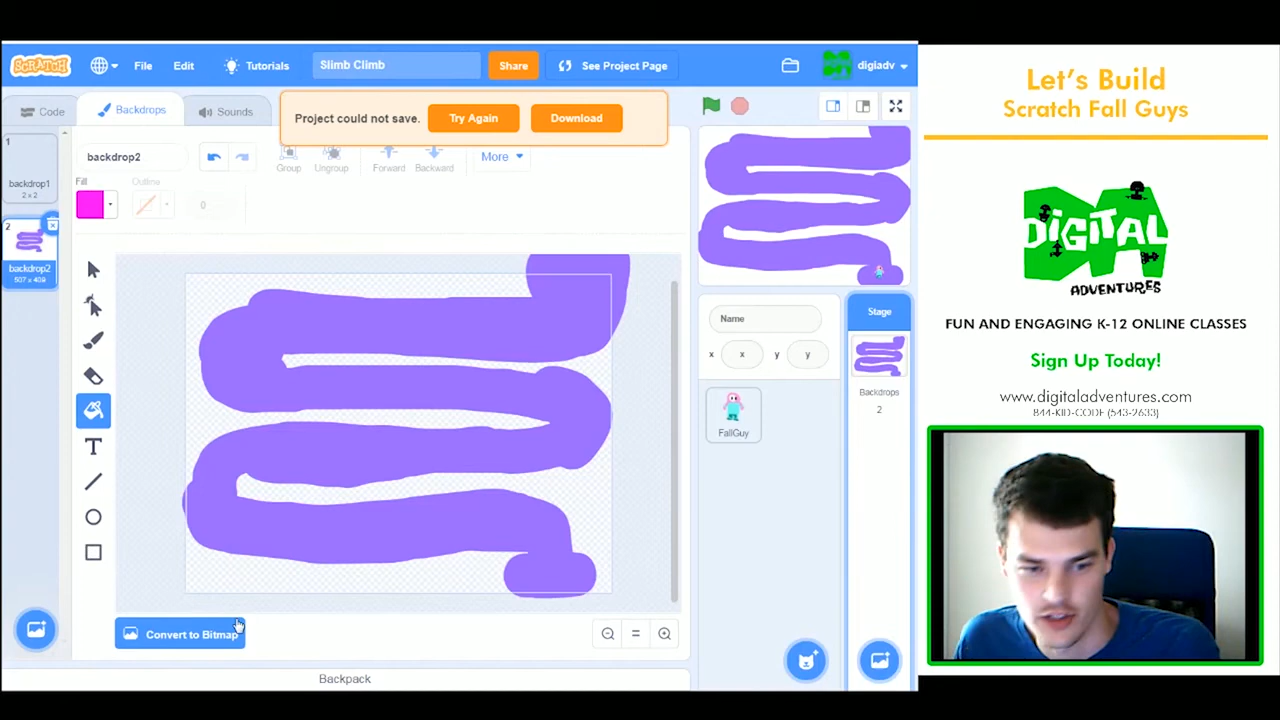 SCRATCH
File
Edit
Tutorials
Slimb Climb
Share
See Project Page
digiadv
Code
Backdrops
Sounds
Project could not save.
Try Again
Download
1
backdrop1
2 x 2
2
backdrop2
507 x 409
backdrop2
Group
Ungroup
Forward
Backward
More
Fill
Outline
0
T
Convert to Bitmap
Backpack
Name
x
x
y
y
FallGuy
Stage
Backdrops
2
Let's Build
Scratch Fall Guys
DIGITAL
ADVENTURES
FUN AND ENGAGING K-12 ONLINE CLASSES
Sign Up Today!
www.digitaladventures.com
844-KID-CODE (543-2633)